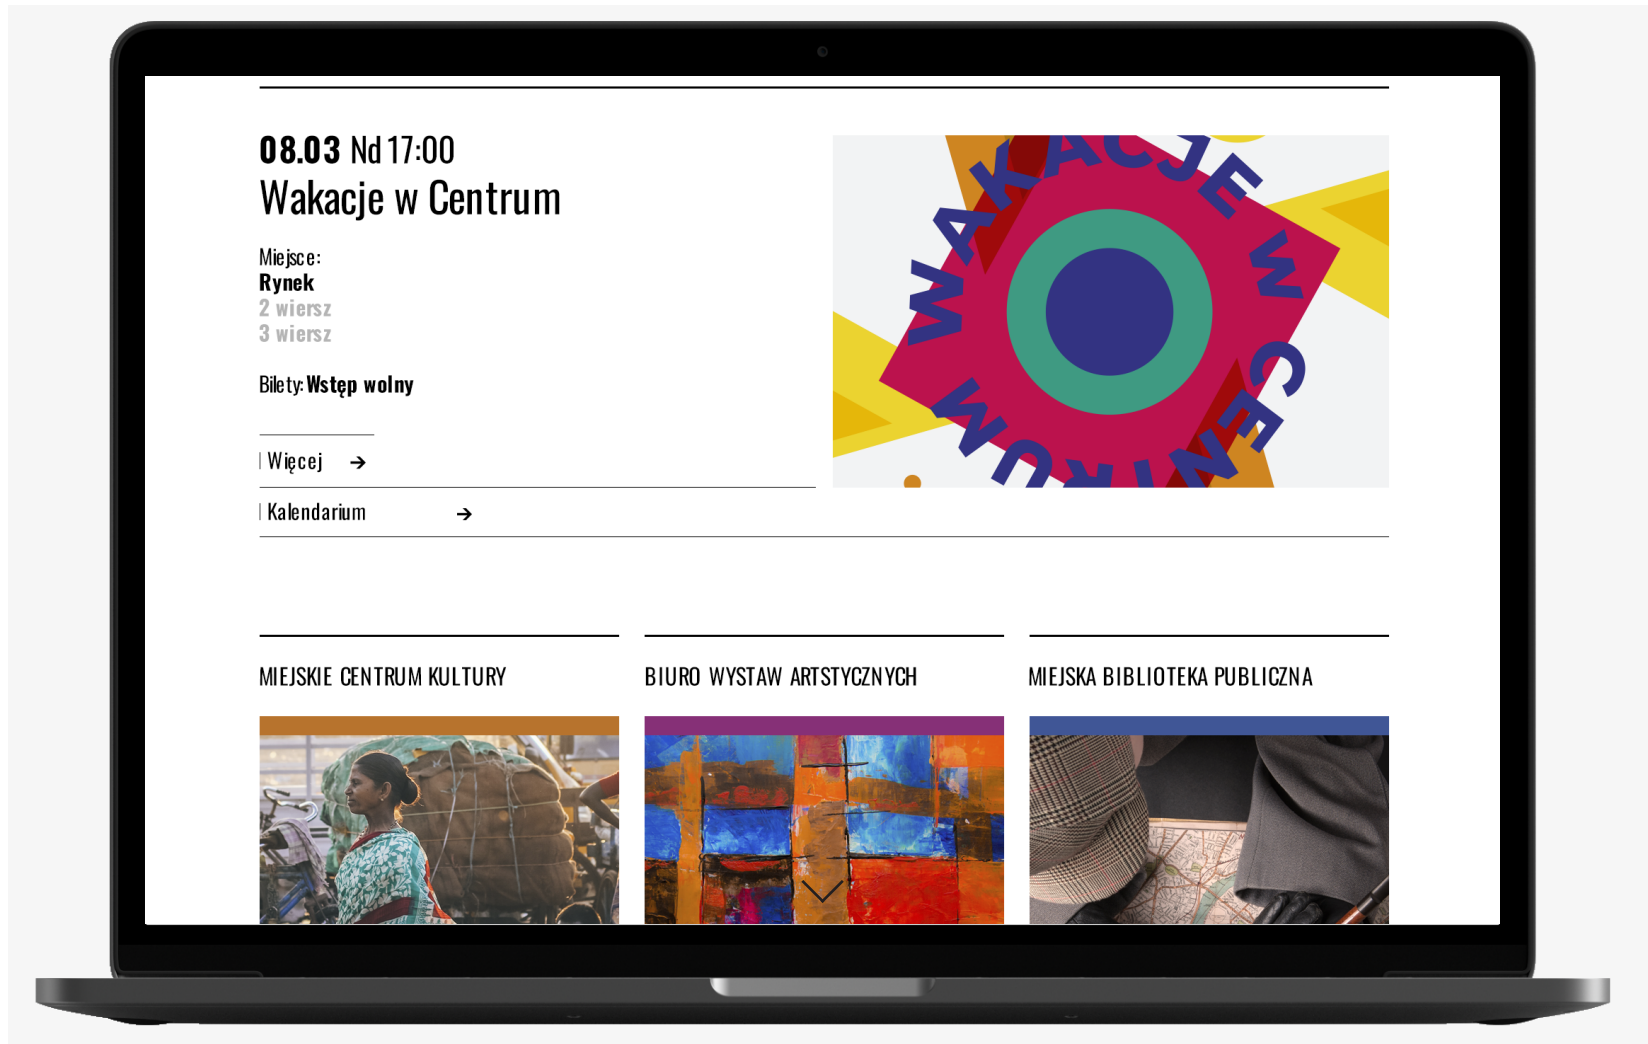 08.03 Nd 17:00
Wakacje w Centrum
Miejsce:
Rynek
2 wiersz
3 wiersz
Bilety: Wstęp wolny
| Więcej →
| Kalendarium →
WAKACJE w CENTRUM
MIEJSKIE CENTRUM KULTURY
BIURO WYSTAW ARTSTYCZNYCH
MIEJSKA BIBLIOTEKA PUBLICZNA